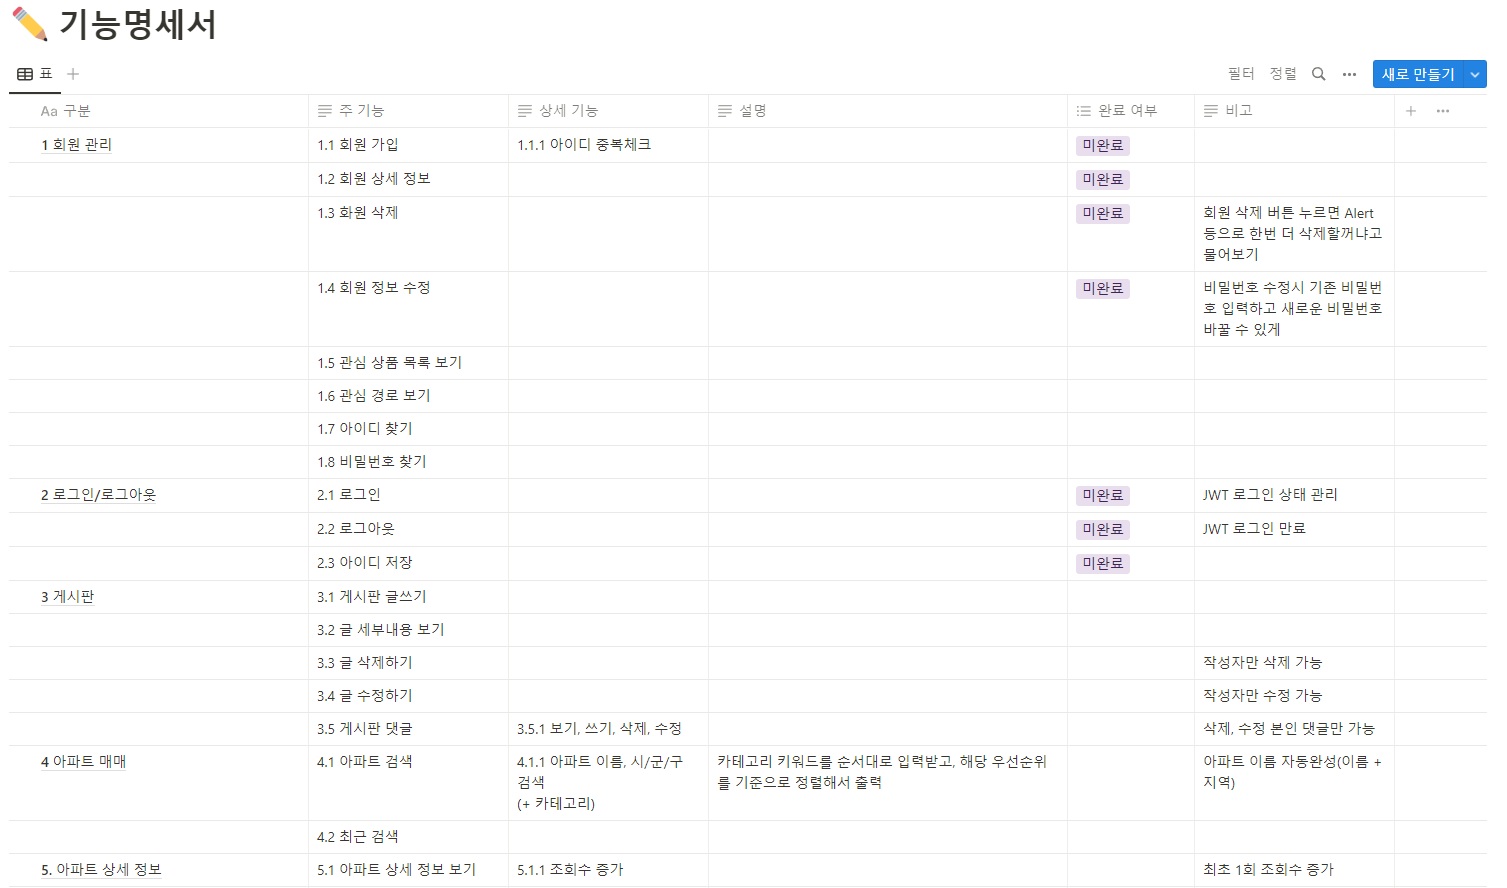 기능명세서
표
필터 정렬 새로 만들기
Aa 구분 주 기능 상세 기능 설명 완료 여부 비고
1 회원 관리 1.1 회원 가입 1.1.1 아이디 중복체크 미완료
1.2 회원 상세 정보 미완료
1.3 화원 삭제 미완료 회원 삭제 버튼 누르면 Alert
등으로 한번 더 삭제할꺼냐고
물어보기
1.4 회원 정보 수정 미완료 비밀번호 수정시 기존 비밀번
호 입력하고 새로운 비밀번호
바꿀 수 있게
1.5 관심 상품 목록 보기
1.6 관심 경로 보기
1.7 아이디 찾기
1.8 비밀번호 찾기
2 로그인/로그아웃 2.1 로그인 미완료 JWT 로그인 상태 관리
2.2 로그아웃 미완료 JWT 로그인 만료
2.3 아이디 저장 미완료
3 게시판 3.1 게시판 글쓰기
3.2 글 세부내용 보기
3.3 글 삭제하기 작성자만 삭제 가능
3.4 글 수정하기 작성자만 수정 가능
3.5 게시판 댓글 3.5.1 보기, 쓰기, 삭제, 수정 삭제, 수정 본인 댓글만 가능
4 아파트 매매 4.1 아파트 검색 4.1.1 아파트 이름, 시/군/구 카테고리 키워드를 순서대로 입력받고, 해당 우선순위 아파트 이름 자동완성(이름 +
검색 를 기준으로 정렬해서 출력 지역)
(+ 카테고리)
4.2 최근 검색
5. 아파트 상세 정보 5.1 아파트 상세 정보 보기 5.1.1 조회수 증가 최초 1회 조회수 증가